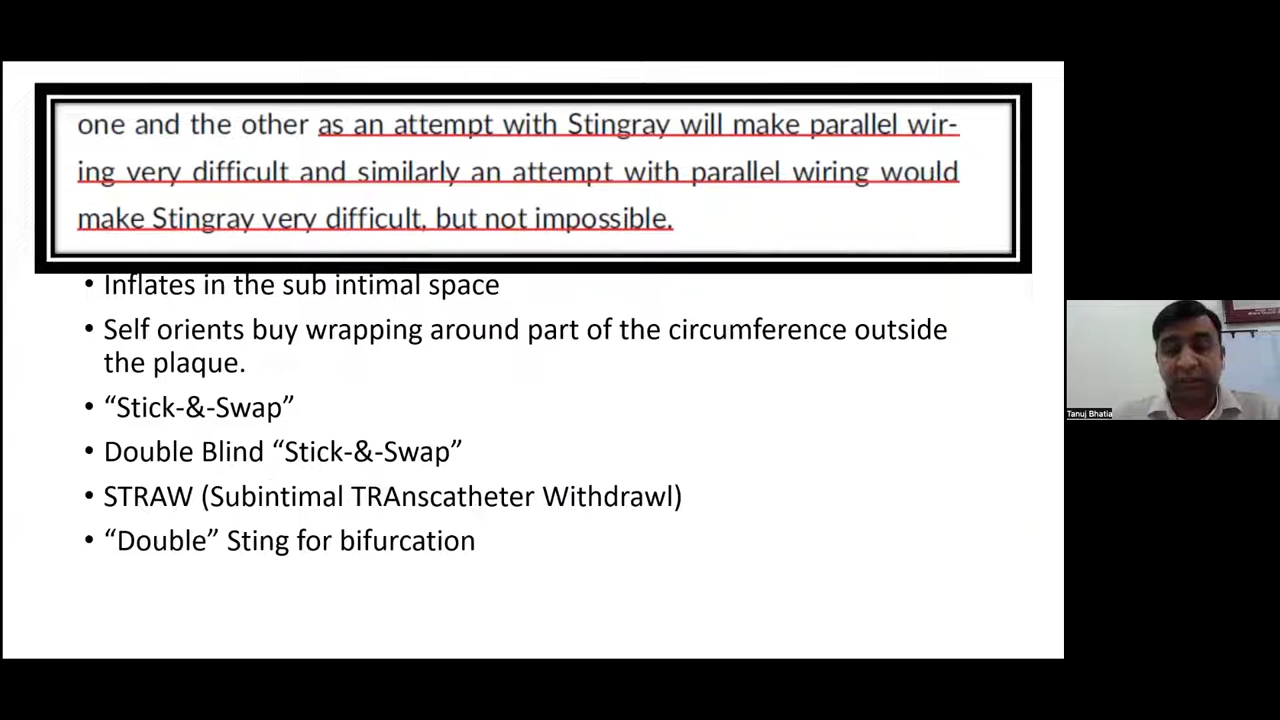 one and the other as an attempt with Stingray will make parallel wir-
ing very difficult and similarly an attempt with parallel wiring would
make Stingray very difficult, but not impossible.
• Inflates in the sub intimal space
• Self orients buy wrapping around part of the circumference outside
the plaque.
• “Stick-&-Swap”
• Double Blind “Stick-&-Swap”
• STRAW (Subintimal TRAnscatheter Withdrawl)
• “Double” Sting for bifurcation
Tanuj Bhatia